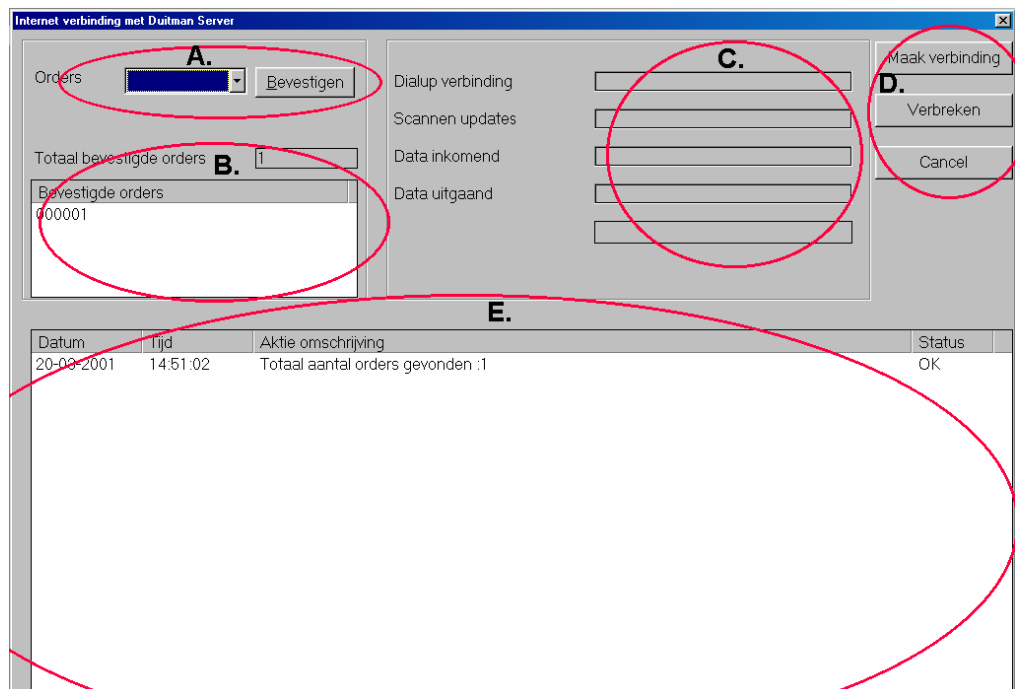 Internet verbinding met Duitman Server
A.
Orders
Bevestigen
Totaal bevestigde orders 1
B.
Bevestigde orders
000001
C.
Dialup verbinding
Scannen updates
Data inkomend
Data uitgaand
D.
Maak verbinding
Verbreken
Cancel
E.
Datum Tijd Aktie omschrijving Status
20-03-2001 14:51:02 Totaal aantal orders gevonden :1 OK